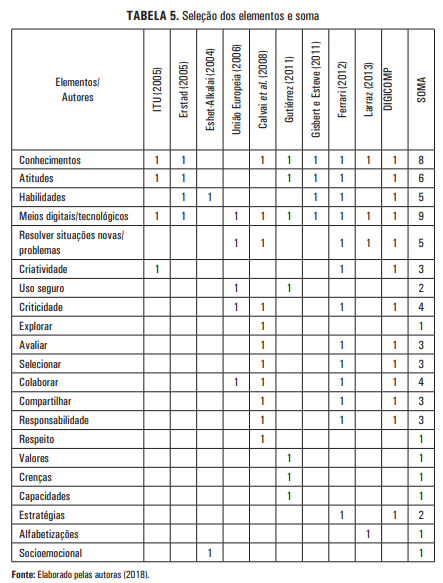 TABELA 5. Seleção dos elementos e soma
Elementos/
Autores
ITU (2005)
Erstad (2005)
Eshet-Alkalai (2004)
União Europeia (2006)
Calvai et al. (2008)
Gutiérrez (2011)
Gisbert e Esteve (2011)
Ferrari (2012)
Larraz (2013)
DIGICOMP
SOMA
Conhecimentos 1 1 1 1 1 1 1 1 8
Atitudes 1 1 1 1 1 1 6
Habilidades 1 1 1 1 1 5
Meios digitais/tecnológicos 1 1 1 1 1 1 1 1 1 9
Resolver situações novas/
problemas 1 1 1 1 1 5
Criatividade 1 1 1 3
Uso seguro 1 1 2
Criticidade 1 1 1 1 4
Explorar 1 1
Avaliar 1 1 1 3
Selecionar 1 1 1 3
Colaborar 1 1 1 1 4
Compartilhar 1 1 1 3
Responsabilidade 1 1 1 3
Respeito 1 1
Valores 1 1
Crenças 1 1
Capacidades 1 1
Estratégias 1 1 2
Alfabetizações 1 1
Socioemocional 1 1
Fonte: Elaborado pelas autoras (2018).